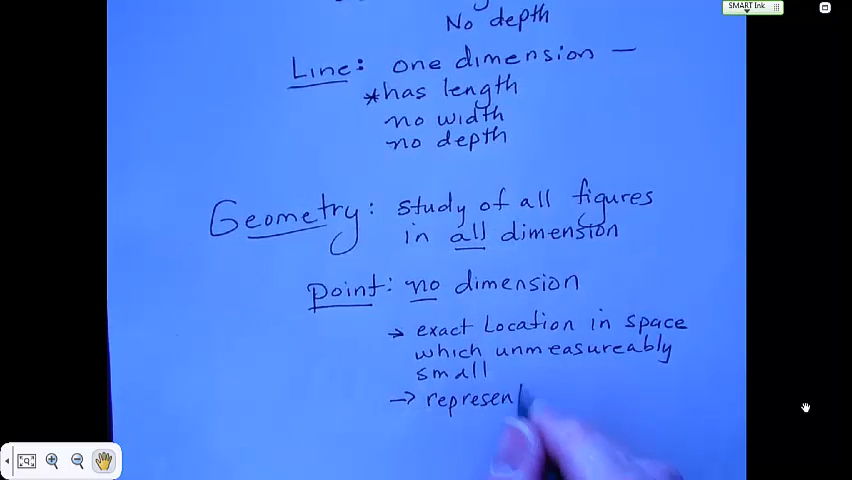 SMART Ink
No depth
Line: one dimension —
*has length
no width
no depth
Geometry: study of all figures
in all dimension
point: no dimension
→ exact Location in space
which unmeasureably
small
→ represen